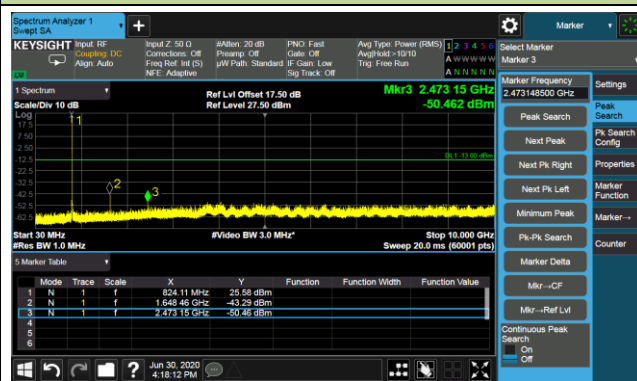 Spectrum Analyzer 1
Swept SA
+
Marker
KEYSIGHT
Input: RF
Coupling: DC
Align: Auto
Input Z: 50 Ω
Corrections: Off
Freq Ref: Int (S)
NFE: Adaptive
#Atten: 20 dB
Preamp: Off
µW Path: Standard
PNO: Fast
Gate: Off
IF Gain: Low
Sig Track: Off
Avg Type: Power (RMS)
Avg|Hold:>10/10
Trig: Free Run
1 2 3 4 5 6
A W W W W W
A N N N N N
LXI
Select Marker
Marker 3
Marker Frequency
2.473148500 GHz
Peak Search
Next Peak
Next Pk Right
Next Pk Left
Minimum Peak
Pk-Pk Search
Marker Delta
Mkr→CF
Mkr→Ref Lvl
Continuous Peak
Search
On
Off
Settings
Peak
Search
Pk Search
Config
Properties
Marker
Function
Marker→
Counter
1 Spectrum
Scale/Div 10 dB
Ref Lvl Offset 17.50 dB
Ref Level 27.50 dBm
Mkr3 2.473 15 GHz
-50.462 dBm
Log
17.5
7.50
-2.50
-12.5
-22.5
-32.5
-42.5
-52.5
-62.5
1
2
3
DL1 -13.00 dBm
Start 30 MHz
#Res BW 1.0 MHz
#Video BW 3.0 MHz*
Stop 10.000 GHz
Sweep 20.0 ms (60001 pts)
5 Marker Table
Mode Trace Scale X Y Function Function Width Function Value
1 N 1 f 824.11 MHz 25.58 dBm
2 N 1 f 1.648 46 GHz -43.29 dBm
3 N 1 f 2.473 15 GHz -50.46 dBm
4
5
6
?
Jun 30, 2020
4:18:12 PM